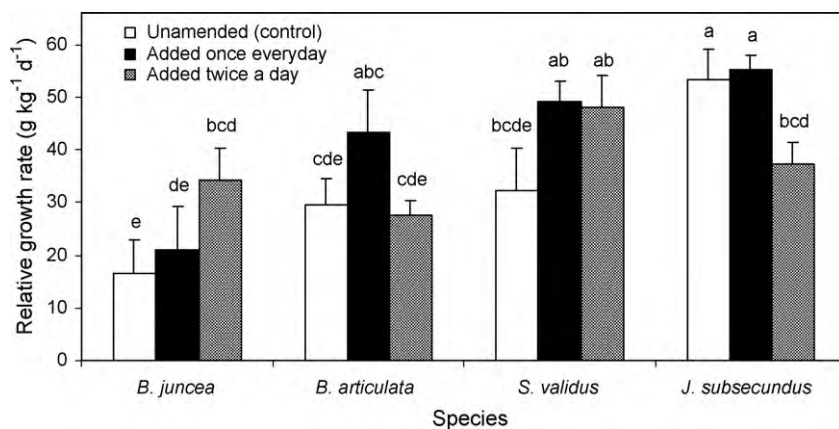 Unamended (control)
Added once everyday
Added twice a day
Relative growth rate (g kg⁻¹ d⁻¹)
60
50
40
30
20
10
0
e
de
bcd
cde
abc
cde
bcde
ab
ab
a
a
bcd
B. juncea
B. articulata
S. validus
J. subsecundus
Species